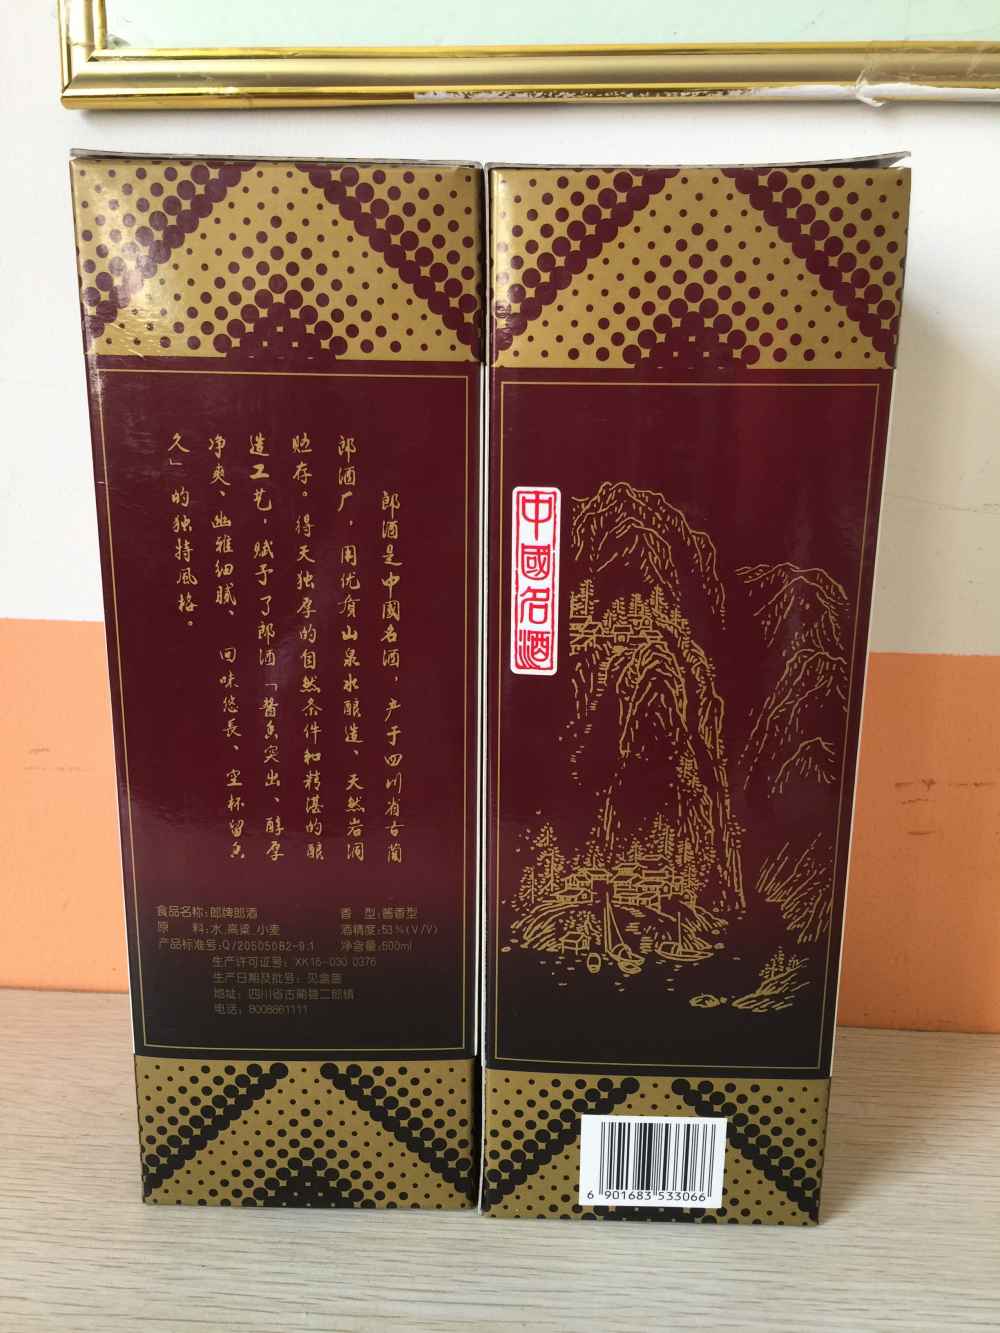 郎酒是中國名酒，产于四川省古蔺
郎酒厂，用优质山泉水酿造、天然岩洞
贮存。得天独厚的自然条件和精湛的酿
造工艺，赋予了郎酒「酱香突出、醇厚
净爽、幽雅细腻、回味悠長、空杯留香
久」的独特風格。
食品名称:郎牌郎酒 香 型:酱香型
原 料:水、高粱、小麦 酒精度:53%(V/V)
产品标准号:Q/20505082-9.1 净含量:500ml
生产许可证号：XK16-030 0376
生产日期及批号：见盒盖
地址：四川省古蔺县二郎镇
电话：8008861111
中國名酒
6 901683 533066